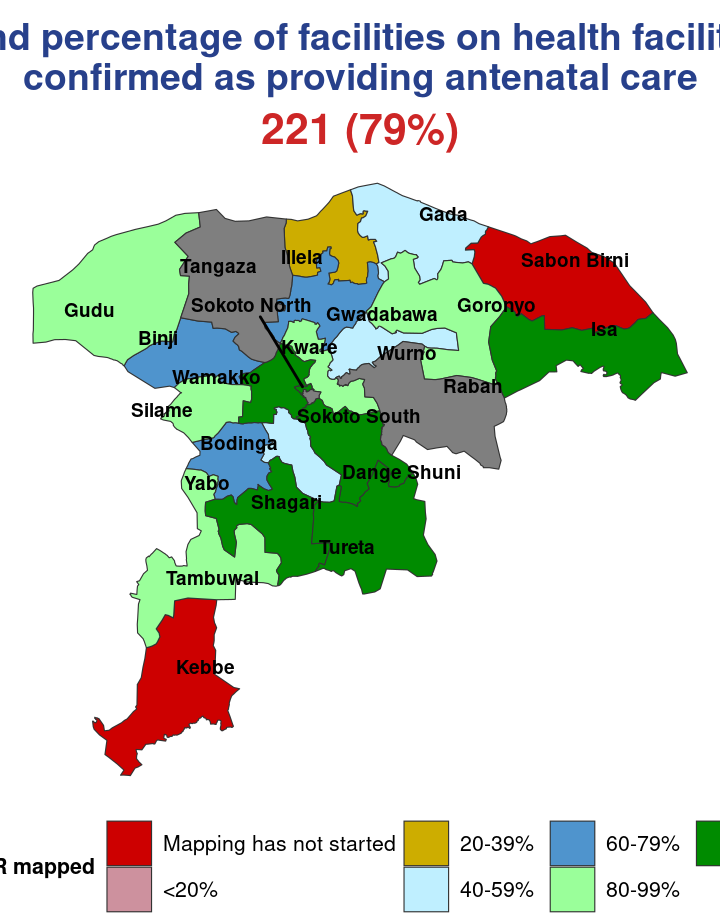 nd percentage of facilities on health facilit
confirmed as providing antenatal care
221 (79%)
Gada
Sabon Birni
Illela
Tangaza
Sokoto North
Gudu
Gwadabawa
Goronyo
Isa
Binji
Kware
Wurno
Wamakko
Rabah
Silame
Sokoto South
Bodinga
Dange Shuni
Yabo
Shagari
Tureta
Tambuwal
Kebbe
R mapped
Mapping has not started
20-39%
60-79%
<20%
40-59%
80-99%